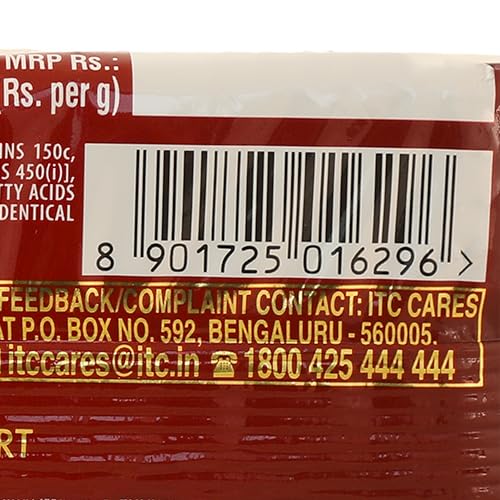 MRP Rs.:
Rs. per g)
INS 150c,
S 450(i)],
TTY ACIDS
DENTICAL
8 901725 016296 >
FEEDBACK/COMPLAINT CONTACT: ITC CARES
AT P.O. BOX NO. 592, BENGALURU - 560005.
itccares@itc.in ☎ 1800 425 444 444
RT